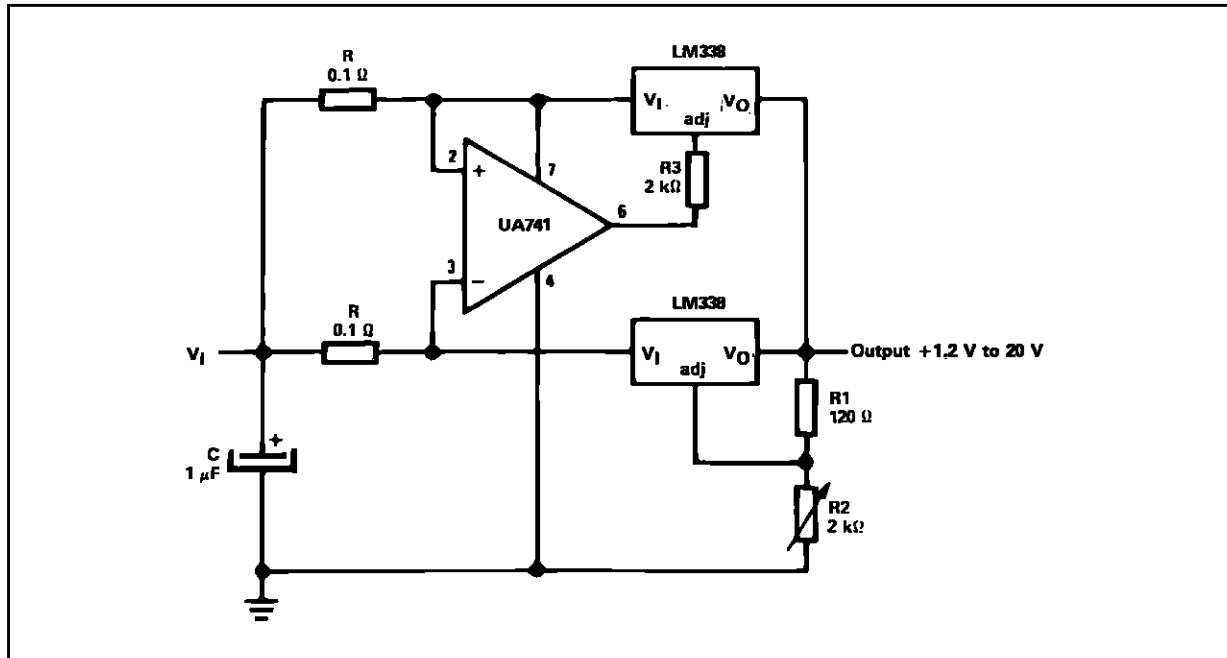 R
0.1 Ω
LM338
VI
VO
adj
2
+
7
R3
2 kΩ
UA741
6
3
−
4
R
0.1 Ω
LM338
VI
VI
VO
adj
Output +1.2 V to 20 V
R1
120 Ω
C
1 μF
+
R2
2 kΩ